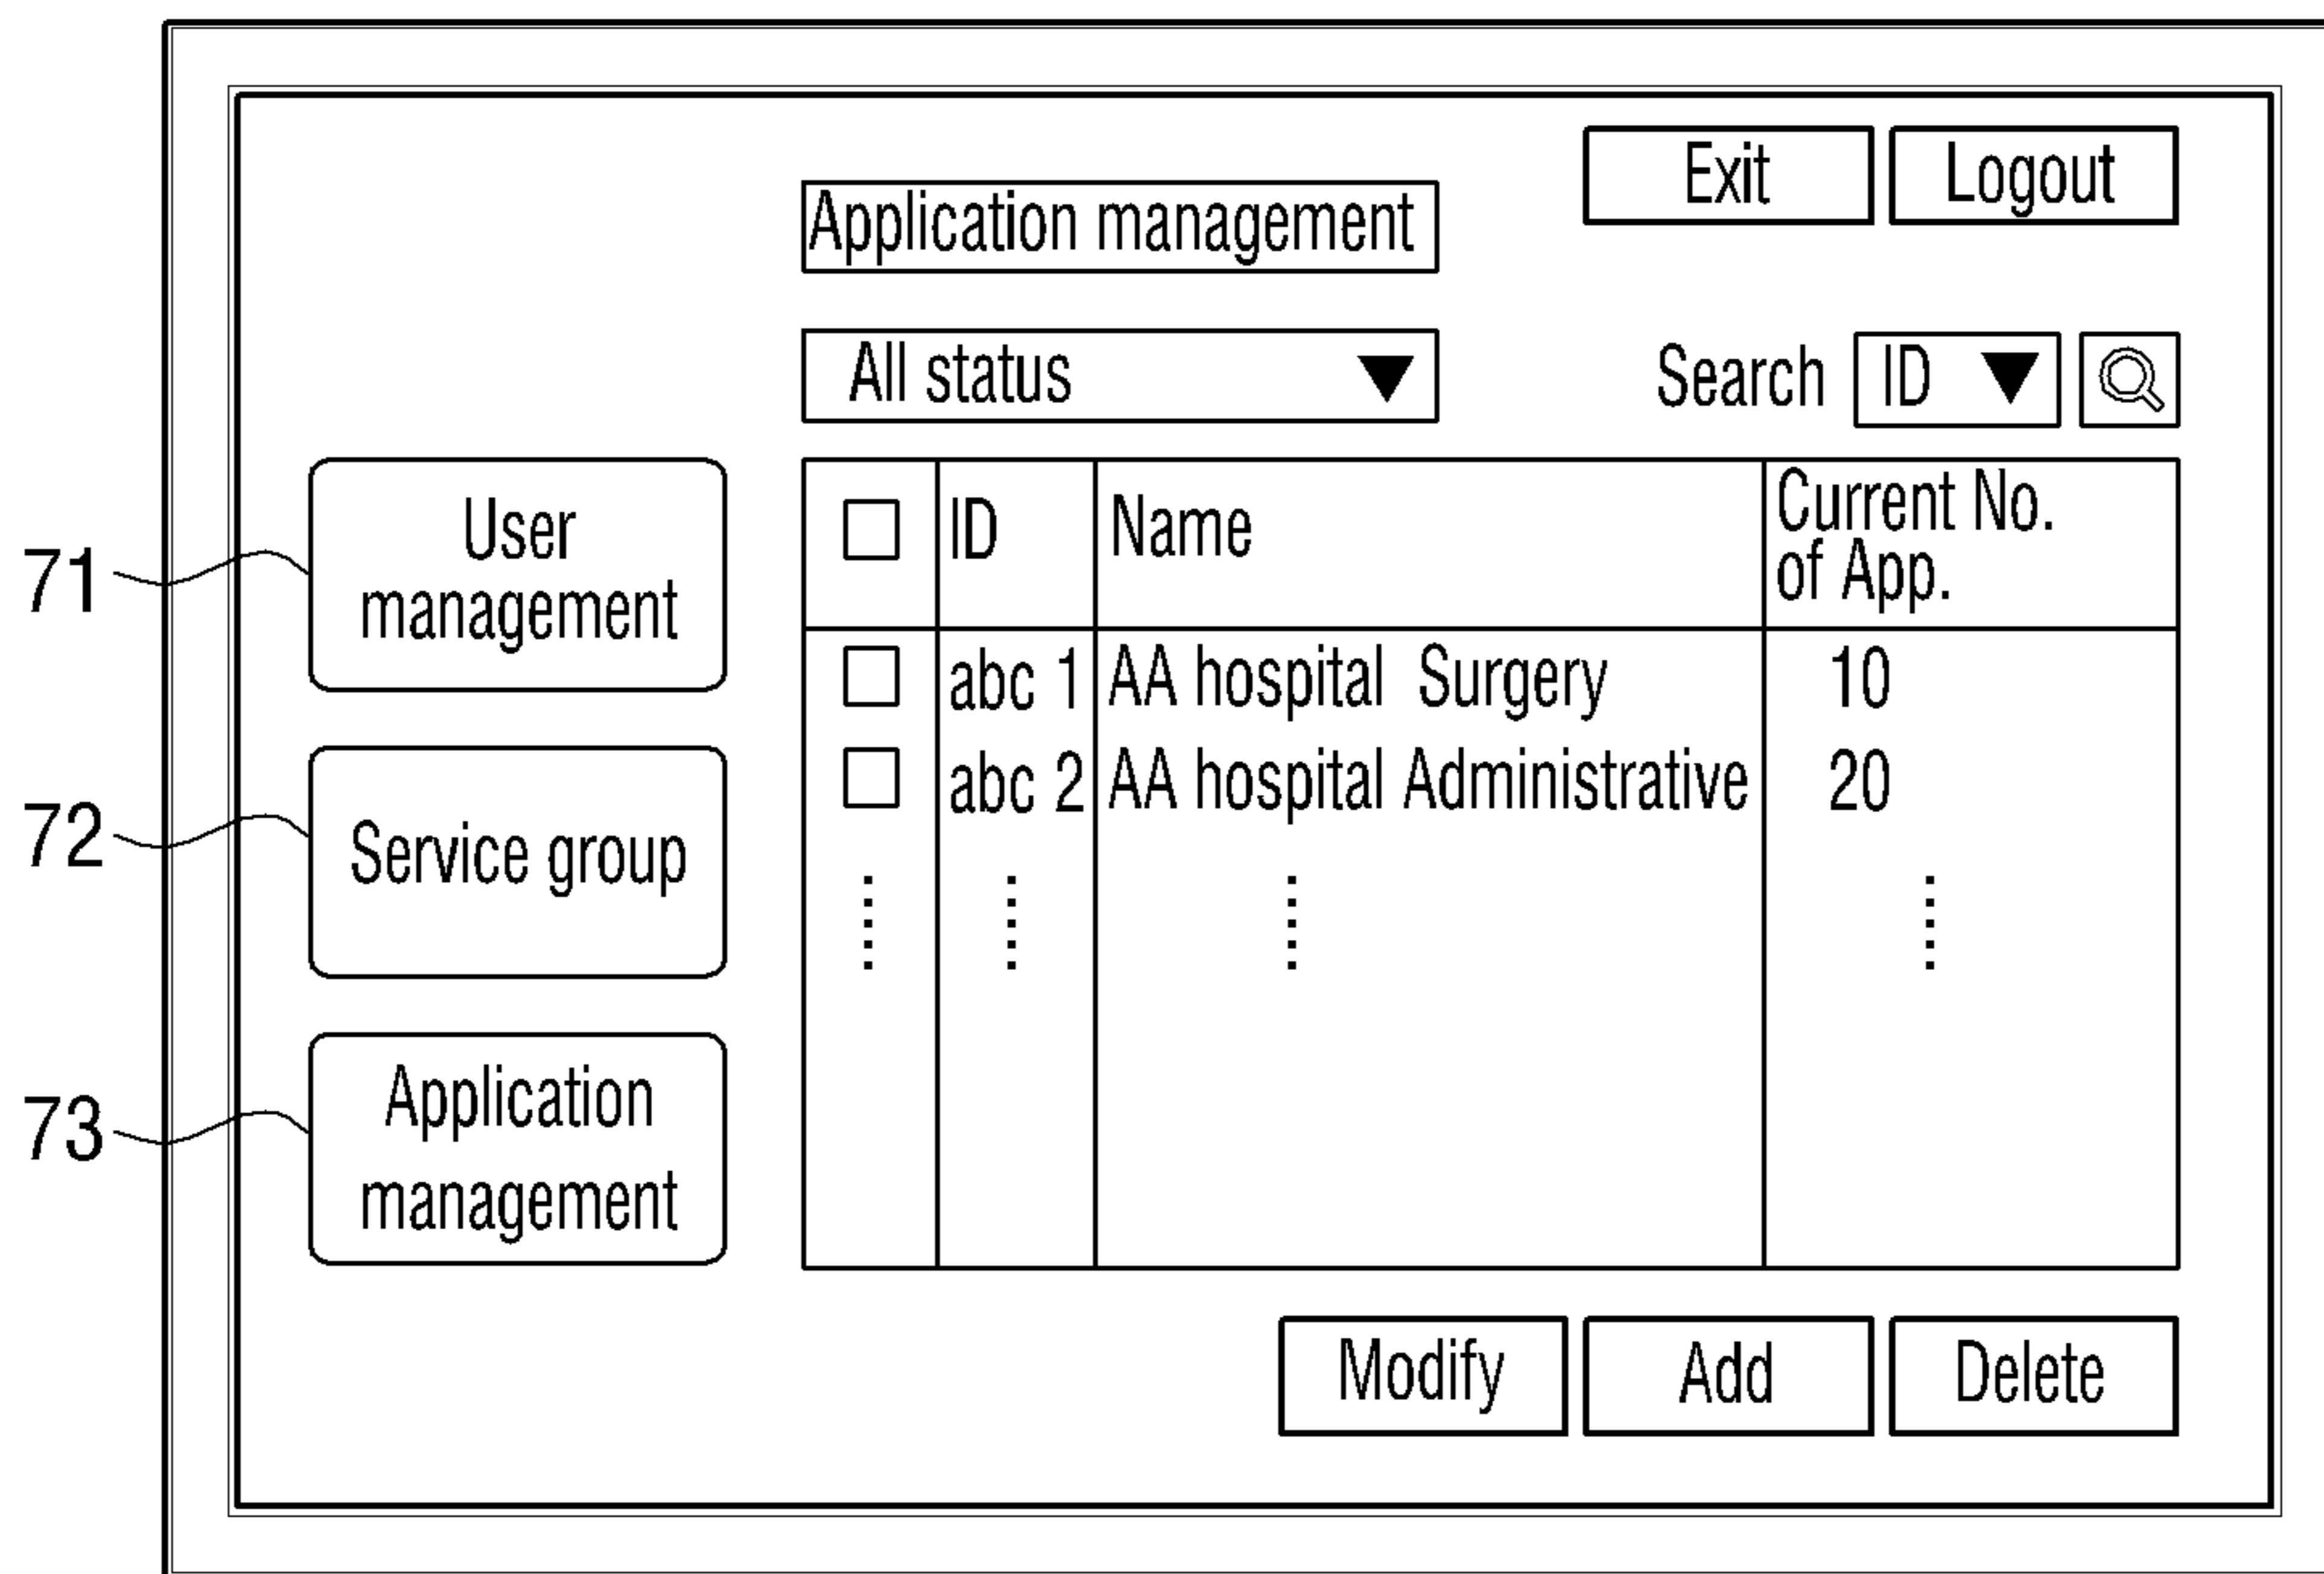 Exit
Logout
Application management
All status
Search
ID
71
User
management
72
Service group
73
Application
management
ID
Name
Current No.
of App.
abc 1
AA hospital Surgery
10
abc 2
AA hospital Administrative
20
Modify
Add
Delete